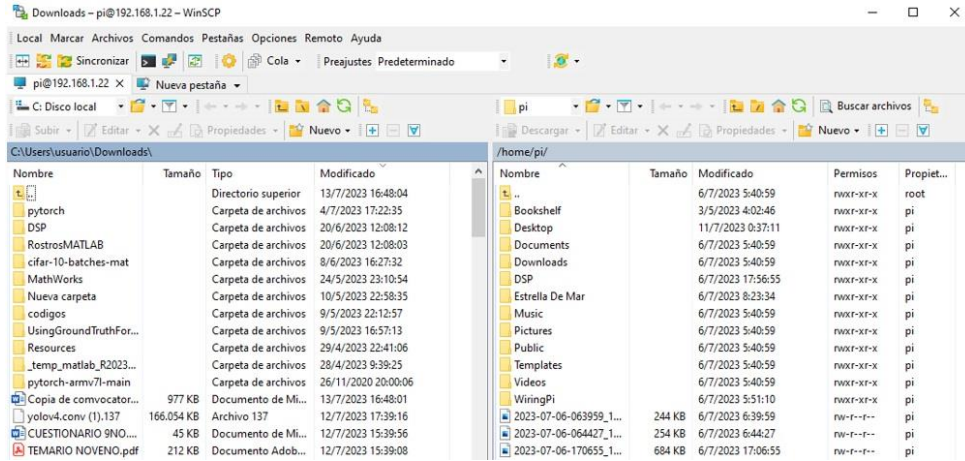 Downloads – pi@192.168.1.22 – WinSCP
Local Marcar Archivos Comandos Pestañas Opciones Remoto Ayuda
Sincronizar Cola Preajustes Predeterminado
pi@192.168.1.22 Nueva pestaña
C: Disco local pi Buscar archivos
Subir Editar Propiedades Nuevo Descargar Editar Propiedades Nuevo
C:\Users\usuario\Downloads\ /home/pi/
Nombre Tamaño Tipo Modificado Nombre Tamaño Modificado Permisos Propiet...
.. Directorio superior 13/7/2023 16:48:04 .. 6/7/2023 5:40:59 rwxr-xr-x root
pytorch Carpeta de archivos 4/7/2023 17:22:35 Bookshelf 3/5/2023 4:02:46 rwxr-xr-x pi
DSP Carpeta de archivos 20/6/2023 12:08:12 Desktop 11/7/2023 0:37:11 rwxr-xr-x pi
RostrosMATLAB Carpeta de archivos 20/6/2023 12:08:03 Documents 6/7/2023 5:40:59 rwxr-xr-x pi
cifar-10-batches-mat Carpeta de archivos 8/6/2023 16:27:32 Downloads 6/7/2023 5:40:59 rwxr-xr-x pi
MathWorks Carpeta de archivos 24/5/2023 23:10:54 DSP 6/7/2023 17:56:55 rwxr-xr-x pi
Nueva carpeta Carpeta de archivos 10/5/2023 22:58:35 Estrella De Mar 6/7/2023 8:23:34 rwxr-xr-x pi
codigos Carpeta de archivos 9/5/2023 22:12:57 Music 6/7/2023 5:40:59 rwxr-xr-x pi
UsingGroundTruthFor... Carpeta de archivos 9/5/2023 16:57:13 Pictures 6/7/2023 5:40:59 rwxr-xr-x pi
Resources Carpeta de archivos 29/4/2023 22:41:06 Public 6/7/2023 5:40:59 rwxr-xr-x pi
_temp_matlab_R2023... Carpeta de archivos 28/4/2023 9:39:25 Templates 6/7/2023 5:40:59 rwxr-xr-x pi
pytorch-armv7l-main Carpeta de archivos 26/11/2020 20:00:06 Videos 6/7/2023 5:40:59 rwxr-xr-x pi
Copia de comvocator... 977 KB Documento de Mi... 13/7/2023 16:48:01 WiringPi 6/7/2023 5:51:10 rwxr-xr-x pi
yolov4.conv (1).137 166.054 KB Archivo 137 12/7/2023 17:39:16 2023-07-06-063959_1... 244 KB 6/7/2023 6:39:59 rw-r--r-- pi
CUESTIONARIO 9NO.... 45 KB Documento de Mi... 12/7/2023 15:39:56 2023-07-06-064427_1... 254 KB 6/7/2023 6:44:27 rw-r--r-- pi
TEMARIO NOVENO.pdf 212 KB Documento Adob... 12/7/2023 15:39:08 2023-07-06-170655_1... 684 KB 6/7/2023 17:06:55 rw-r--r-- pi